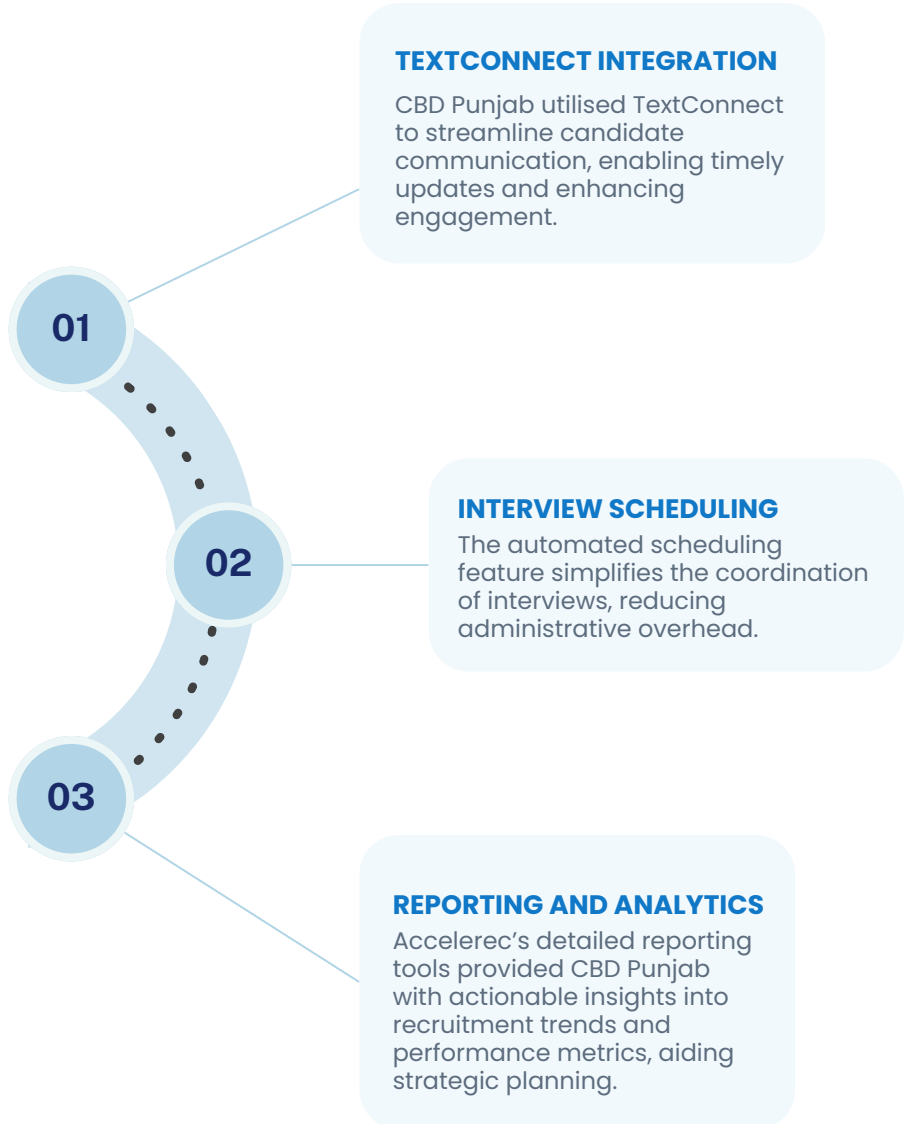 TEXTCONNECT INTEGRATION
CBD Punjab utilised TextConnect
to streamline candidate
communication, enabling timely
updates and enhancing
engagement.
01
INTERVIEW SCHEDULING
The automated scheduling
feature simplifies the coordination
of interviews, reducing
administrative overhead.
02
03
REPORTING AND ANALYTICS
Accelerec’s detailed reporting
tools provided CBD Punjab
with actionable insights into
recruitment trends and
performance metrics, aiding
strategic planning.